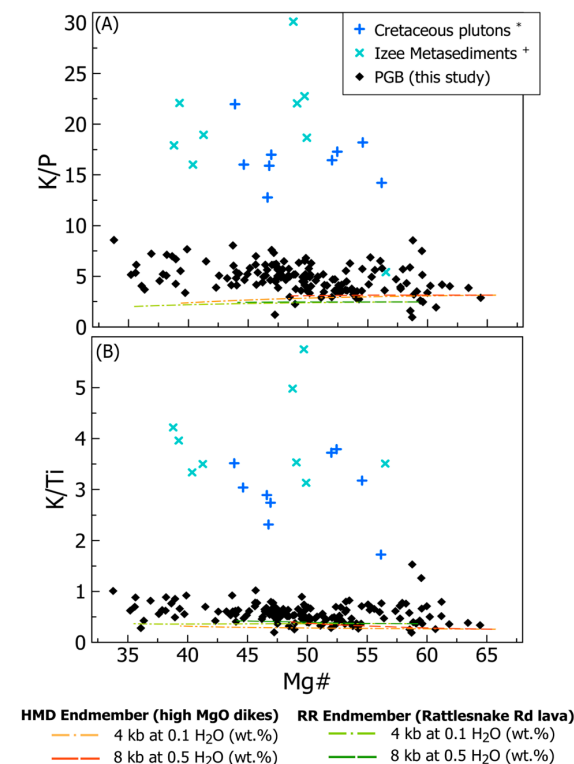 (A)
Cretaceous plutons *
Izee Metasediments +
PGB (this study)
30
25
20
15
10
5
0
K/P
(B)
5
4
3
2
1
0
K/Ti
35 40 45 50 55 60 65
Mg#
HMD Endmember (high MgO dikes)
4 kb at 0.1 H2O (wt.%)
8 kb at 0.5 H2O (wt.%)
RR Endmember (Rattlesnake Rd lava)
4 kb at 0.1 H2O (wt.%)
8 kb at 0.5 H2O (wt.%)